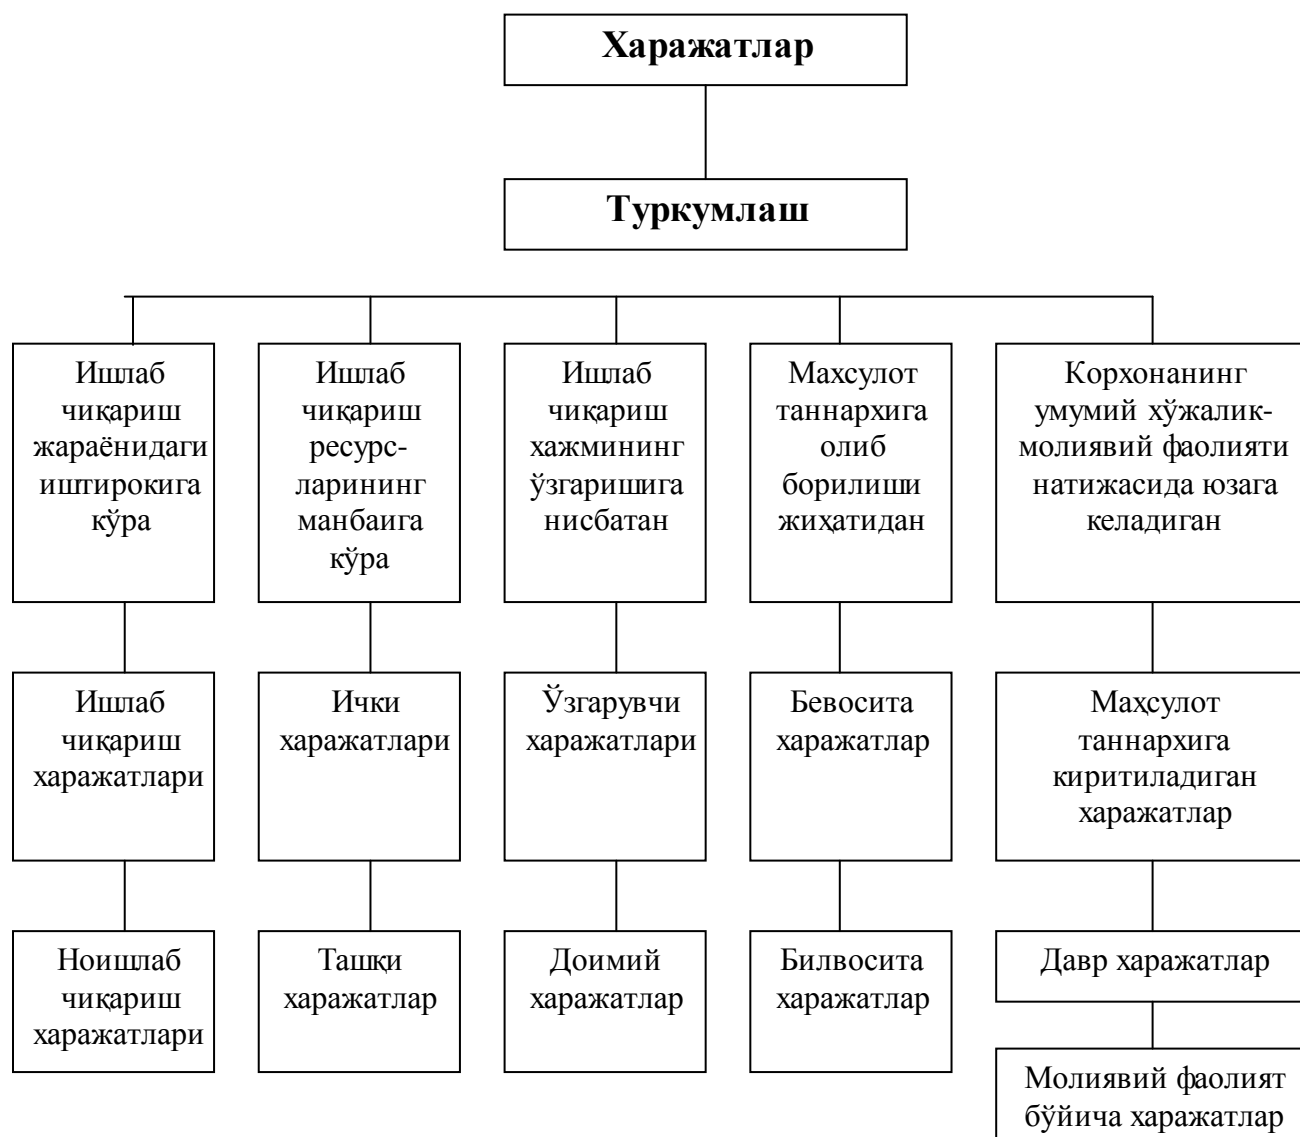 Харажатлар
Туркумлаш
Ишлаб
чиқариш
жараёнидаги
иштирокига
кўра
Ишлаб
чиқариш
ресурс-
ларининг
манбаига
кўра
Ишлаб
чиқариш
хажмининг
ўзгаришига
нисбатан
Махсулот
таннархига
олиб
борилиши
жиҳатидан
Корхонанинг
умумий хўжалик-
молиявий фаолияти
натижасида юзага
келадиган
Ишлаб
чиқариш
харажатлари
Ички
харажатлари
Ўзгарувчи
харажатлари
Бевосита
харажатлар
Маҳсулот
таннархига
киритиладиган
харажатлар
Ноишлаб
чиқариш
харажатлари
Ташқи
харажатлар
Доимий
харажатлар
Билвосита
харажатлар
Давр харажатлар
Молиявий фаолият
бўйича харажатлар